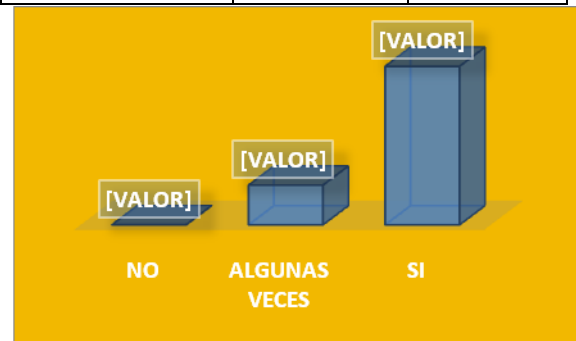 [VALOR]
[VALOR]
[VALOR]
NO
ALGUNAS
VECES
SI